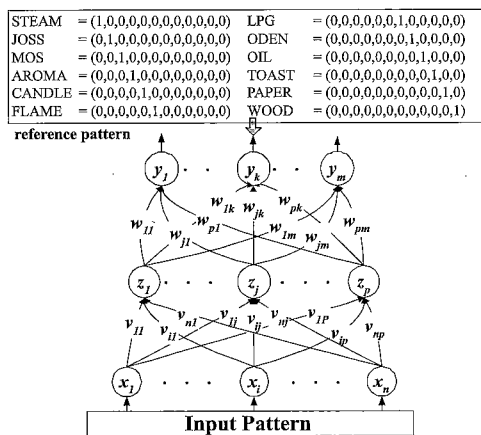 STEAM = (1,0,0,0,0,0,0,0,0,0,0,0) LPG = (0,0,0,0,0,0,1,0,0,0,0,0)
JOSS = (0,1,0,0,0,0,0,0,0,0,0,0) ODEN = (0,0,0,0,0,0,0,1,0,0,0,0)
MOS = (0,0,1,0,0,0,0,0,0,0,0,0) OIL = (0,0,0,0,0,0,0,0,1,0,0,0)
AROMA = (0,0,0,1,0,0,0,0,0,0,0,0) TOAST = (0,0,0,0,0,0,0,0,0,1,0,0)
CANDLE = (0,0,0,0,1,0,0,0,0,0,0,0) PAPER = (0,0,0,0,0,0,0,0,0,0,1,0)
FLAME = (0,0,0,0,0,1,0,0,0,0,0,0) WOOD = (0,0,0,0,0,0,0,0,0,0,0,1)
reference pattern
y1 . . . yk . . . ym
w1k wjk wpk
w11 wj1 wp1 w1m wjm wpm
z1 . . . zj . . . zp
v11 vi1 vn1 v1j vij vnj v1P vip vnp
x1 . . . . xi . . . . xn
Input Pattern